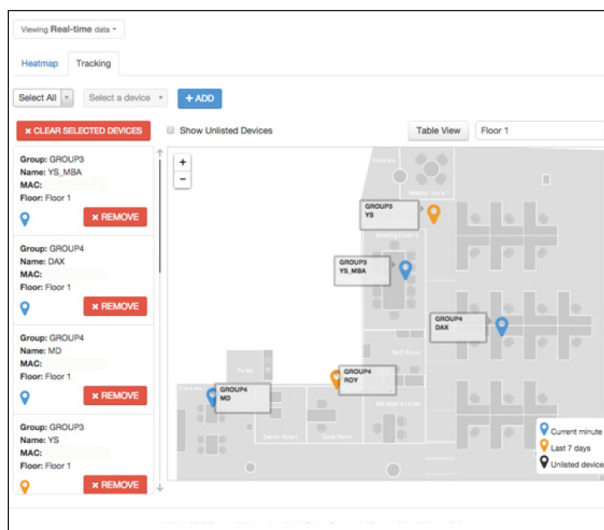 Viewing Real-time data
Heatmap
Tracking
Select All
Select a device
+ ADD
× CLEAR SELECTED DEVICES
Show Unlisted Devices
Table View
Floor 1
Group: GROUP3
Name: YS_MBA
MAC:
Floor: Floor 1
× REMOVE
Group: GROUP4
Name: DAX
MAC:
Floor: Floor 1
× REMOVE
Group: GROUP4
Name: MD
MAC:
Floor: Floor 1
× REMOVE
Group: GROUP3
Name: YS
MAC:
Floor: Floor 1
× REMOVE
+
−
GROUP3
YS
GROUP3
YS_MBA
GROUP4
DAX
GROUP4
ROY
GROUP4
MD
Current minute
Last 7 days
Unlisted device